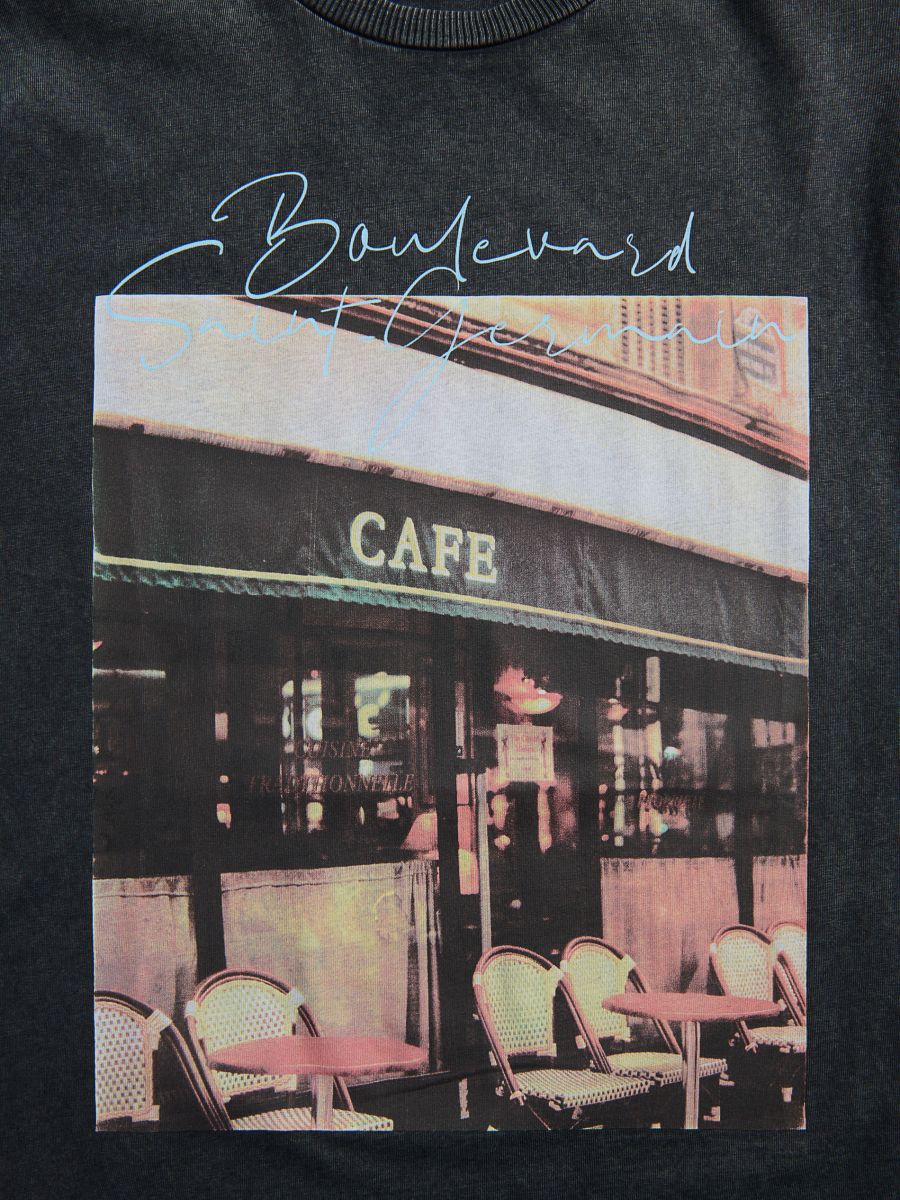 Boulevard
Saint-Germain
CAFE
CUISINE
TRADITIONNELLE